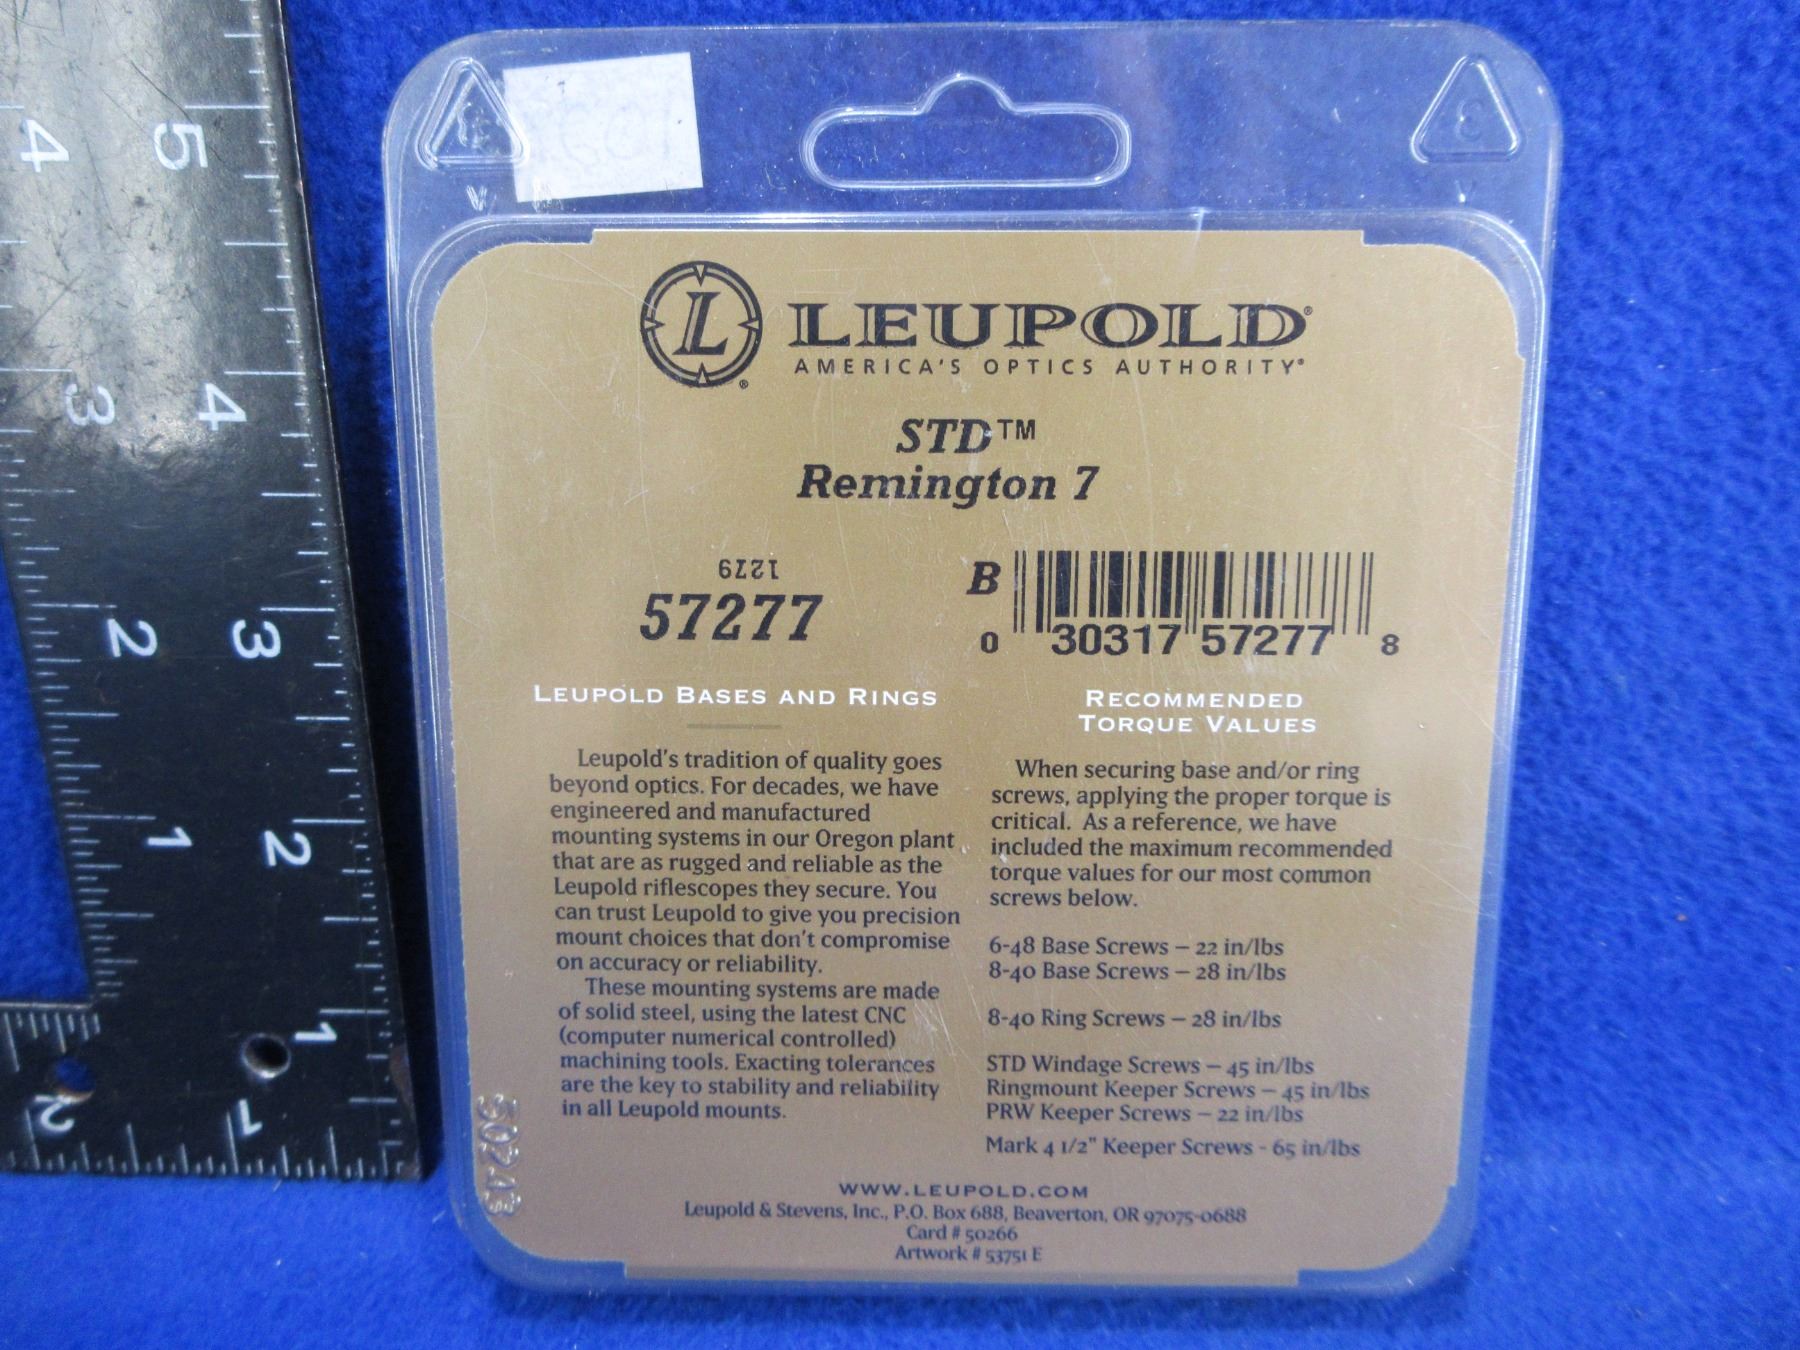 L
®
LEUPOLD®
AMERICA'S OPTICS AUTHORITY®
STD™
Remington 7
1279
57277
B
0 30317 57277 8
LEUPOLD BASES AND RINGS
Leupold's tradition of quality goes
beyond optics. For decades, we have
engineered and manufactured
mounting systems in our Oregon plant
that are as rugged and reliable as the
Leupold riflescopes they secure. You
can trust Leupold to give you precision
mount choices that don't compromise
on accuracy or reliability.
These mounting systems are made
of solid steel, using the latest CNC
(computer numerical controlled)
machining tools. Exacting tolerances
are the key to stability and reliability
in all Leupold mounts.
RECOMMENDED
TORQUE VALUES
When securing base and/or ring
screws, applying the proper torque is
critical. As a reference, we have
included the maximum recommended
torque values for our most common
screws below.
6-48 Base Screws – 22 in/lbs
8-40 Base Screws – 28 in/lbs
8-40 Ring Screws – 28 in/lbs
STD Windage Screws – 45 in/lbs
Ringmount Keeper Screws – 45 in/lbs
PRW Keeper Screws – 22 in/lbs
Mark 4 1/2" Keeper Screws - 65 in/lbs
WWW.LEUPOLD.COM
Leupold & Stevens, Inc., P.O. Box 688, Beaverton, OR 97075-0688
Card # 50266
Artwork # 53751 E
3
V
50243
4 5
3 4
2 3
1 2
1
2 1